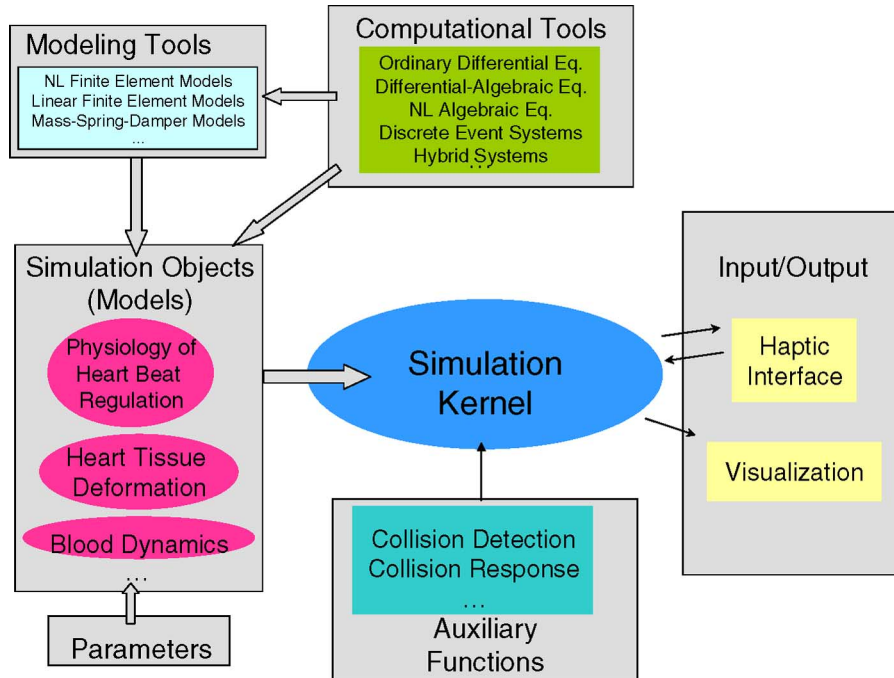 Modeling Tools
NL Finite Element Models
Linear Finite Element Models
Mass-Spring-Damper Models
...
Computational Tools
Ordinary Differential Eq.
Differential-Algebraic Eq.
NL Algebraic Eq.
Discrete Event Systems
Hybrid Systems
...
Simulation Objects
(Models)
Physiology of
Heart Beat
Regulation
Heart Tissue
Deformation
Blood Dynamics
...
Parameters
Simulation
Kernel
Collision Detection
Collision Response
...
Auxiliary
Functions
Input/Output
Haptic
Interface
Visualization